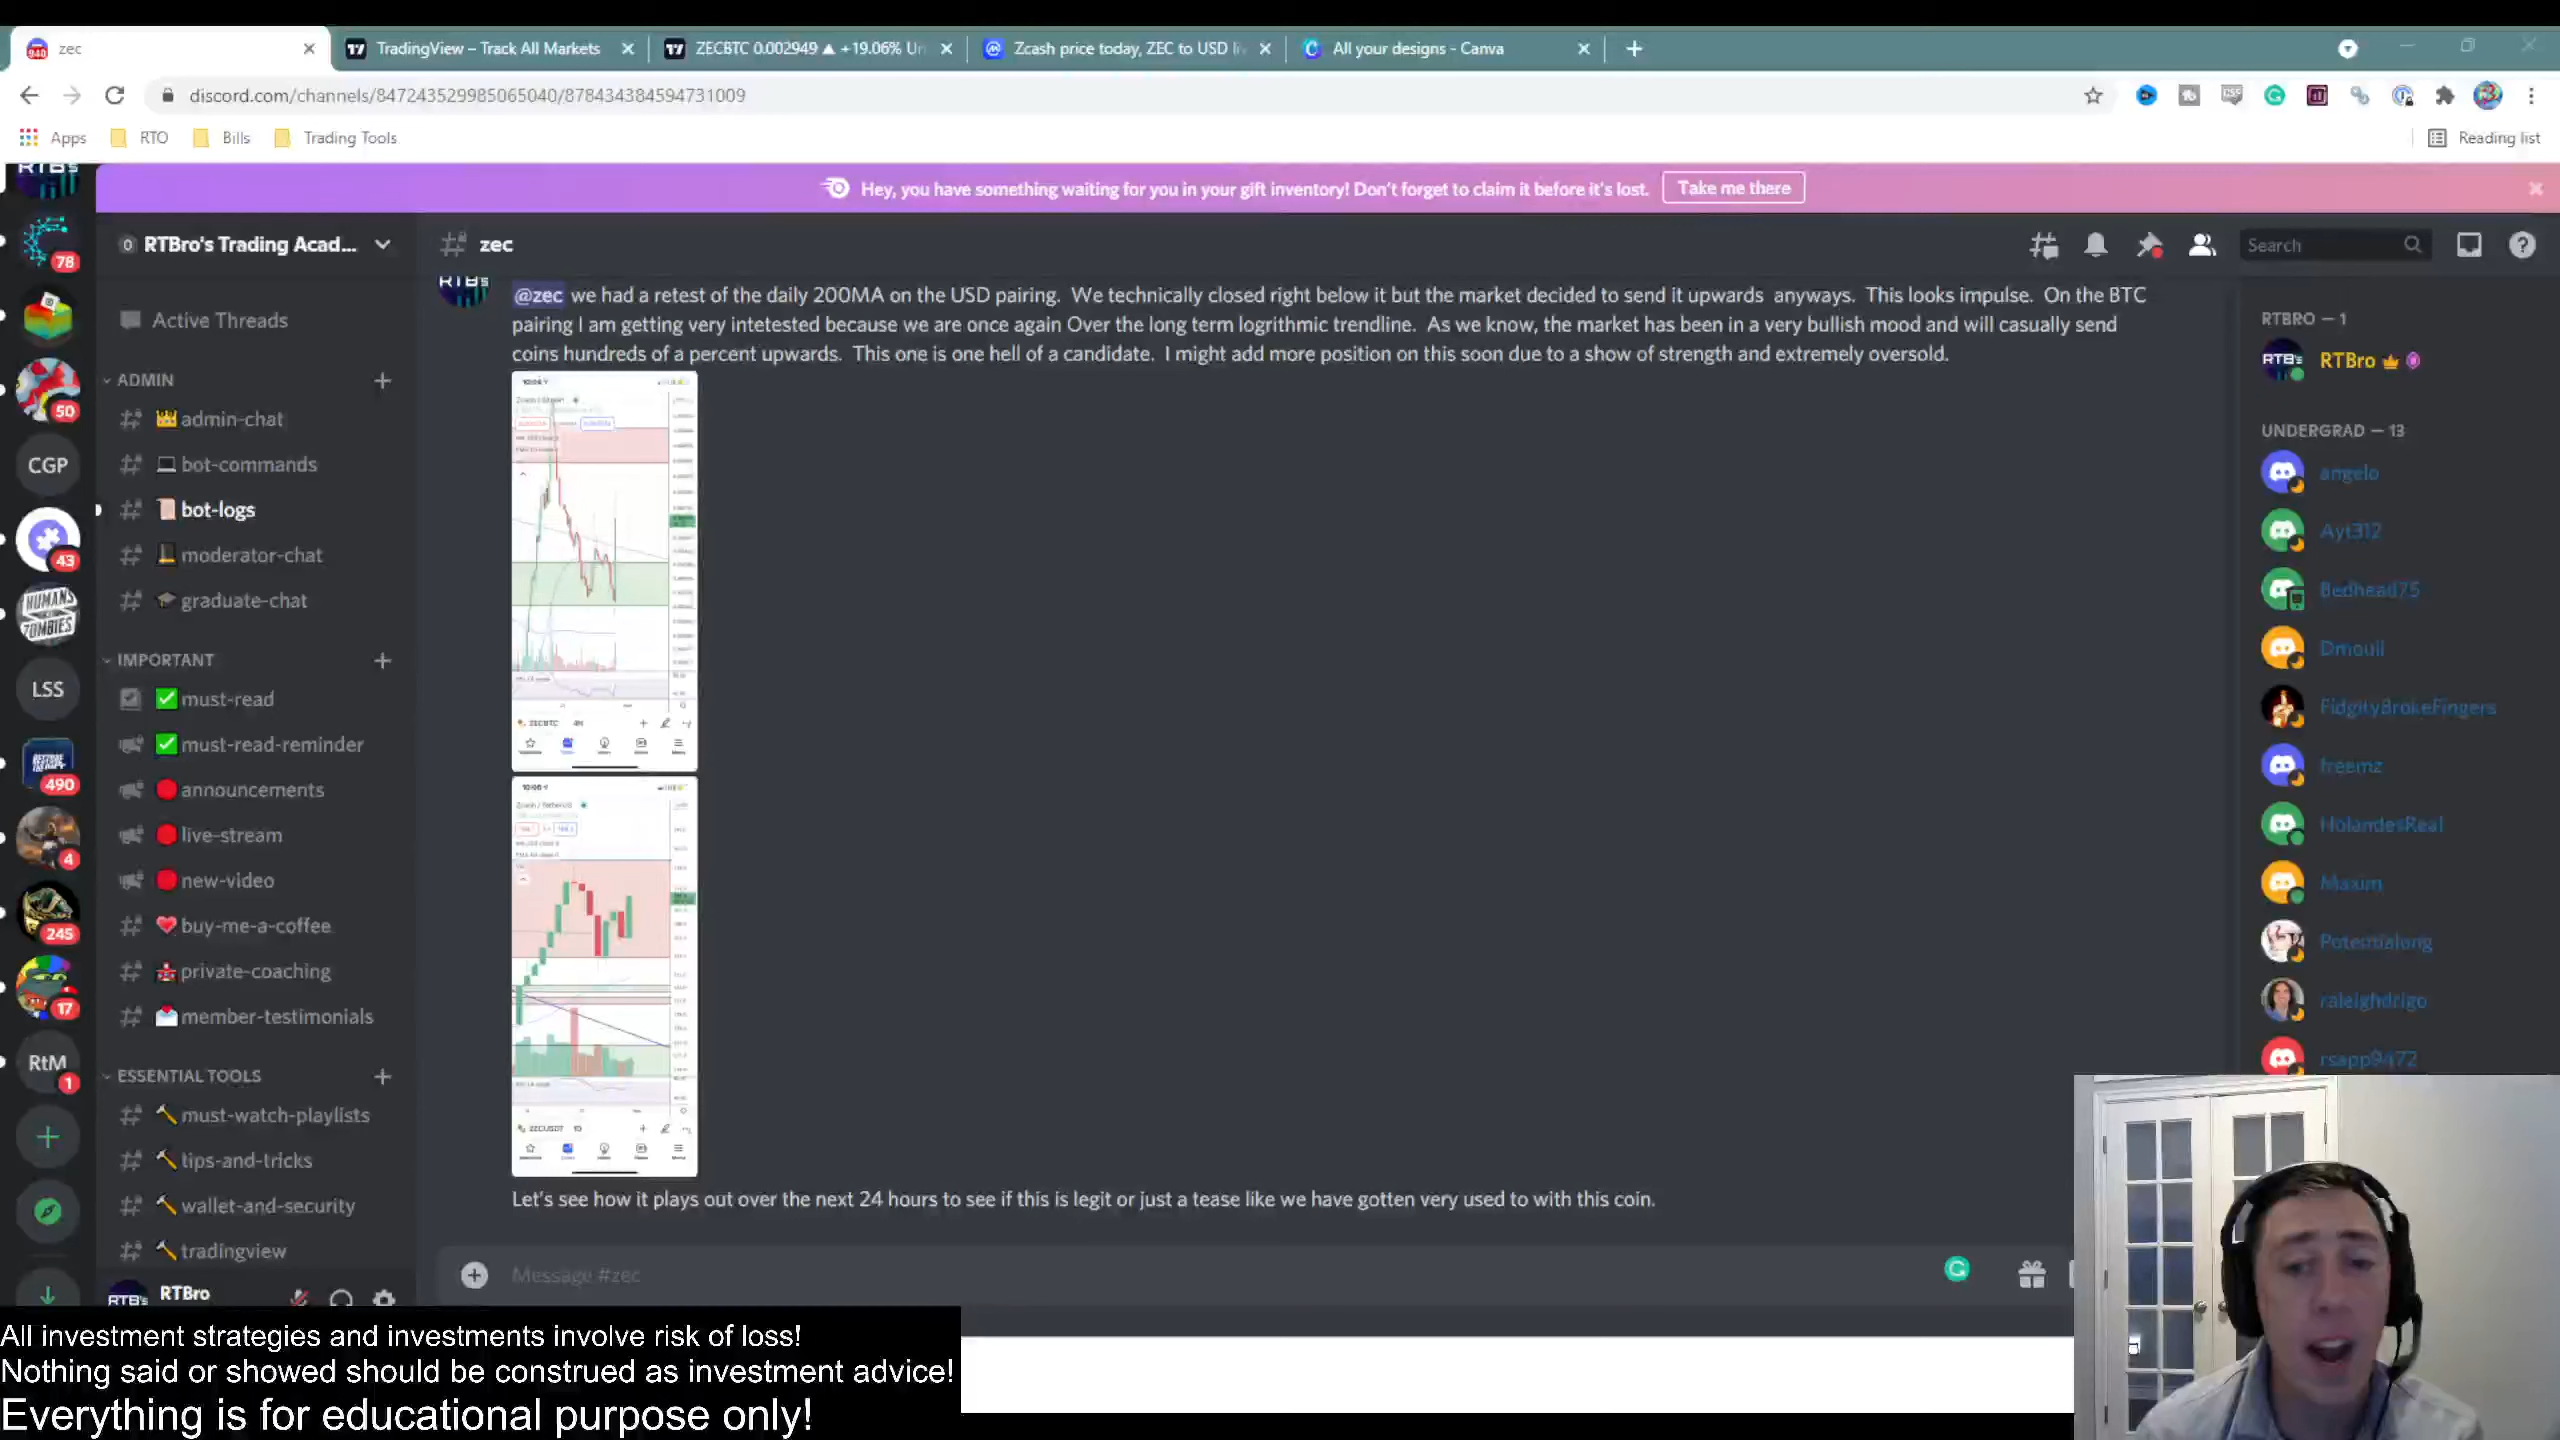 zec
TradingView – Track All Markets
ZECBTC 0.002949 ▲ +19.06% Un
Zcash price today, ZEC to USD li
All your designs - Canva
discord.com/channels/847243529985065040/878434384594731009
Apps
RTO
Bills
Trading Tools
Reading list
Hey, you have something waiting for you in your gift inventory! Don't forget to claim it before it's lost.
Take me there
RTBro's Trading Acad...
zec
Search
Active Threads
ADMIN
admin-chat
bot-commands
bot-logs
moderator-chat
graduate-chat
IMPORTANT
must-read
must-read-reminder
announcements
live-stream
new-video
buy-me-a-coffee
private-coaching
member-testimonials
ESSENTIAL TOOLS
must-watch-playlists
tips-and-tricks
wallet-and-security
tradingview
RTBro
78
50
CGP
43
HUMANS
ZOMBIES
LSS
490
4
245
17
RtM
1
@zec we had a retest of the daily 200MA on the USD pairing. We technically closed right below it but the market decided to send it upwards anyways. This looks impulse. On the BTC
pairing I am getting very intetested because we are once again Over the long term logrithmic trendline. As we know, the market has been in a very bullish mood and will casually send
coins hundreds of a percent upwards. This one is one hell of a candidate. I might add more position on this soon due to a show of strength and extremely oversold.
ZECBTC
ZECUSDT
Let's see how it plays out over the next 24 hours to see if this is legit or just a tease like we have gotten very used to with this coin.
Message #zec
RTBRO — 1
RTBro
UNDERGRAD — 13
angelo
Ayt312
Bedhead75
Dmouli
FidgityBrokeFingers
freemz
HolandesReal
Maxim
raleighdrigo
rsapp9472
All investment strategies and investments involve risk of loss!
Nothing said or showed should be construed as investment advice!
Everything is for educational purpose only!